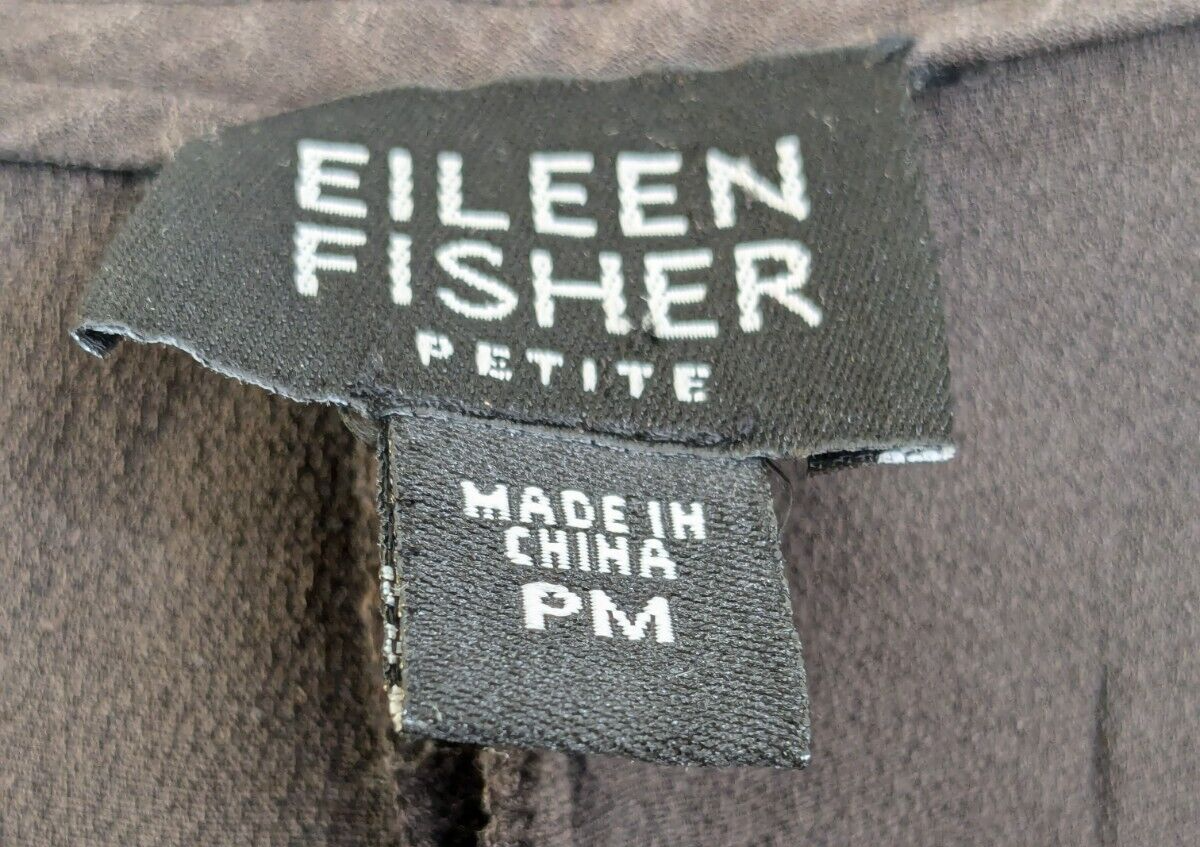 EILEEN
FISHER
PETITE
MADE IN
CHINA
PM